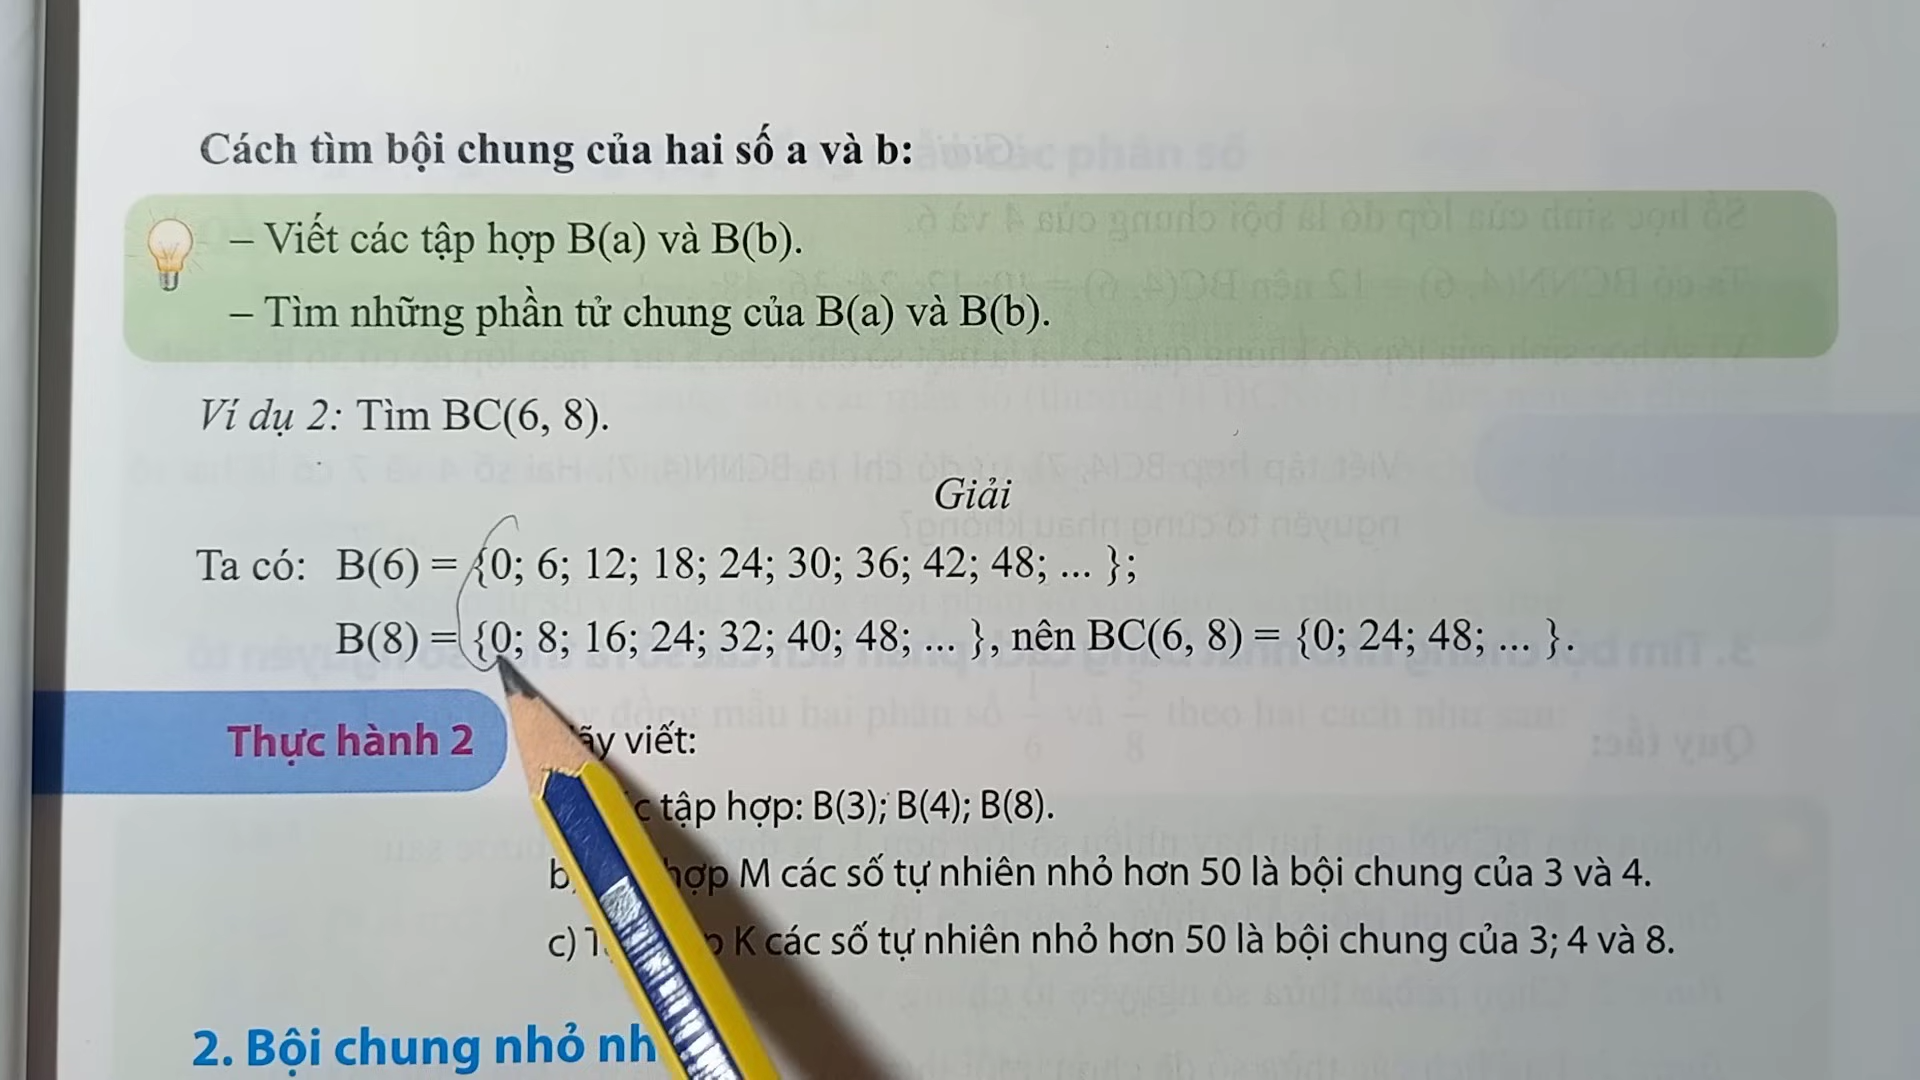 Cách tìm bội chung của hai số a và b:
– Viết các tập hợp B(a) và B(b).
– Tìm những phần tử chung của B(a) và B(b).
Ví dụ 2: Tìm BC(6, 8).
Giải
Ta có: B(6) = {0; 6; 12; 18; 24; 30; 36; 42; 48; ... };
B(8) = {0; 8; 16; 24; 32; 40; 48; ... }, nên BC(6, 8) = {0; 24; 48; ... }.
Thực hành 2
viết:
tập hợp: B(3); B(4); B(8).
b) hợp M các số tự nhiên nhỏ hơn 50 là bội chung của 3 và 4.
c) K các số tự nhiên nhỏ hơn 50 là bội chung của 3; 4 và 8.
2. Bội chung nhỏ